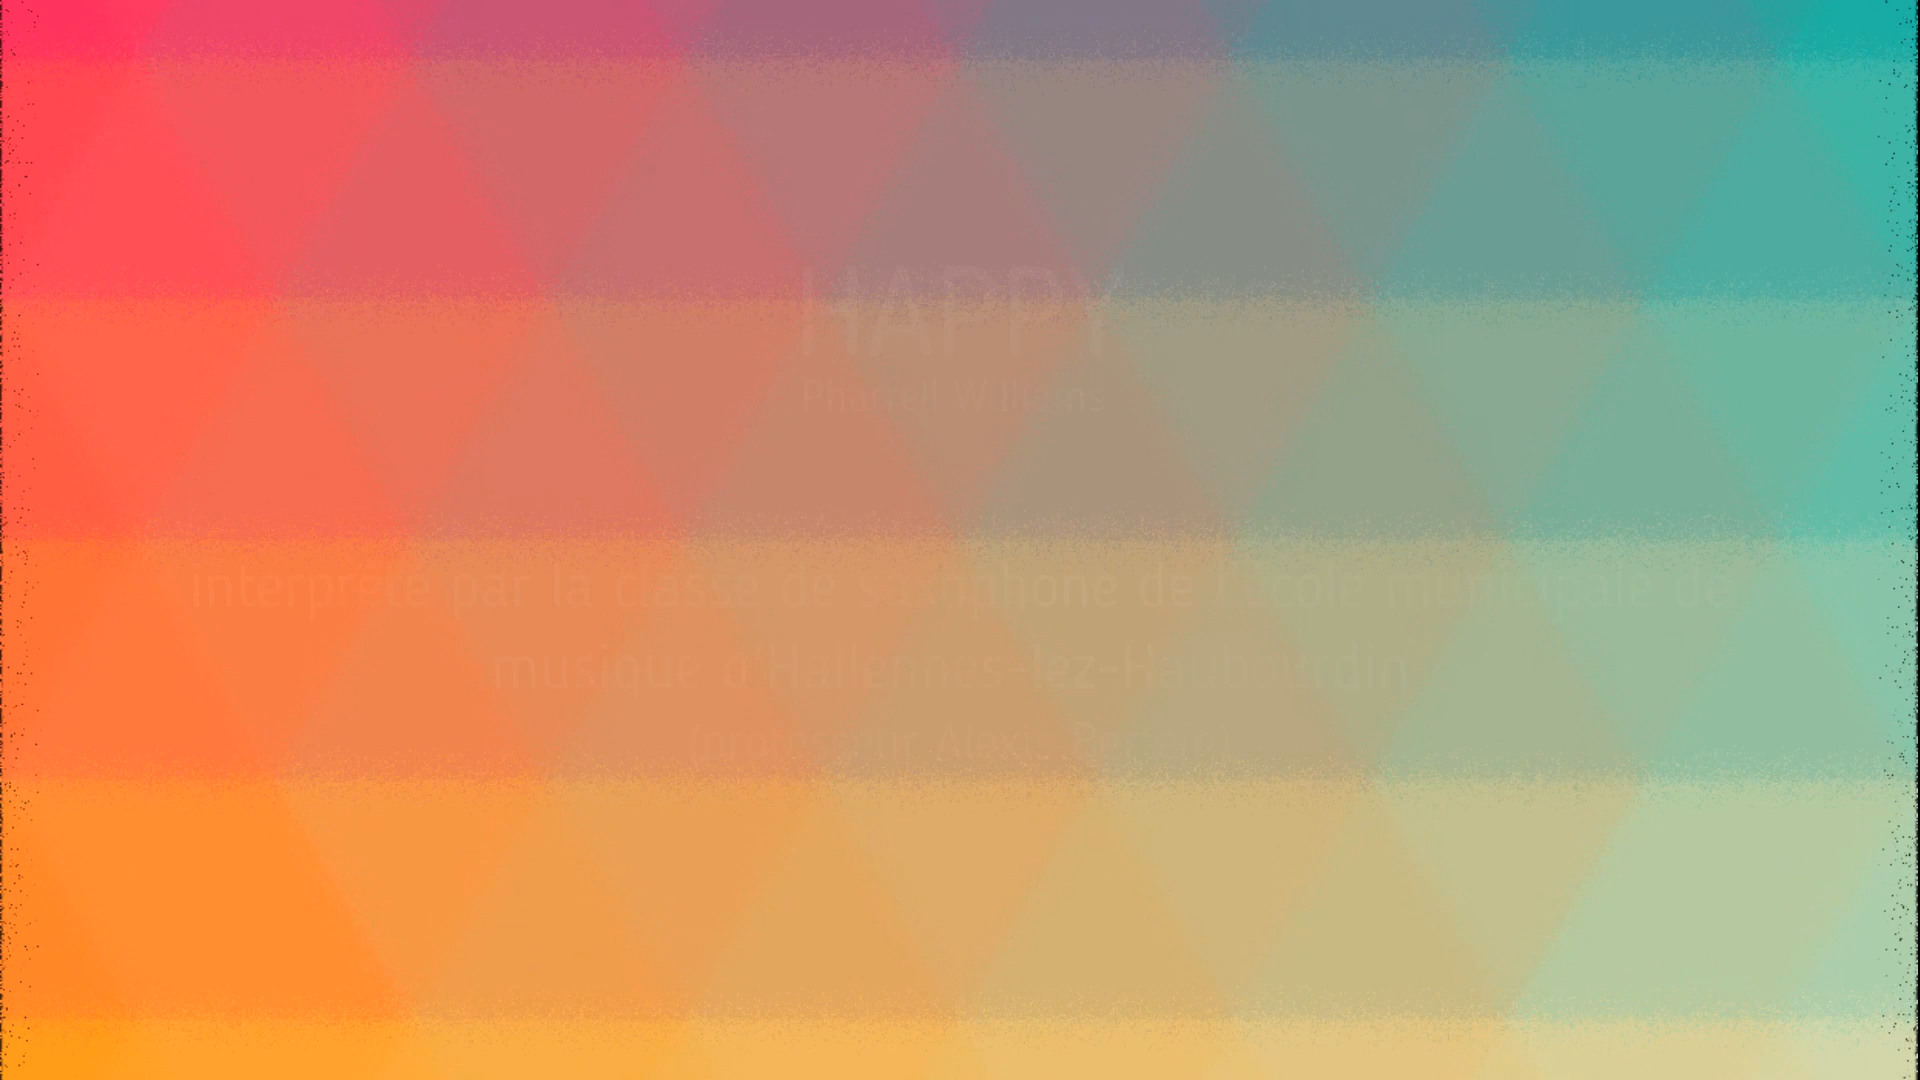 HAPPY
Pharrell Williams
interprété par la classe de saxophone de l'école municipale de
musique d'Hallennes-lez-Haubourdin
(professeur Alexis